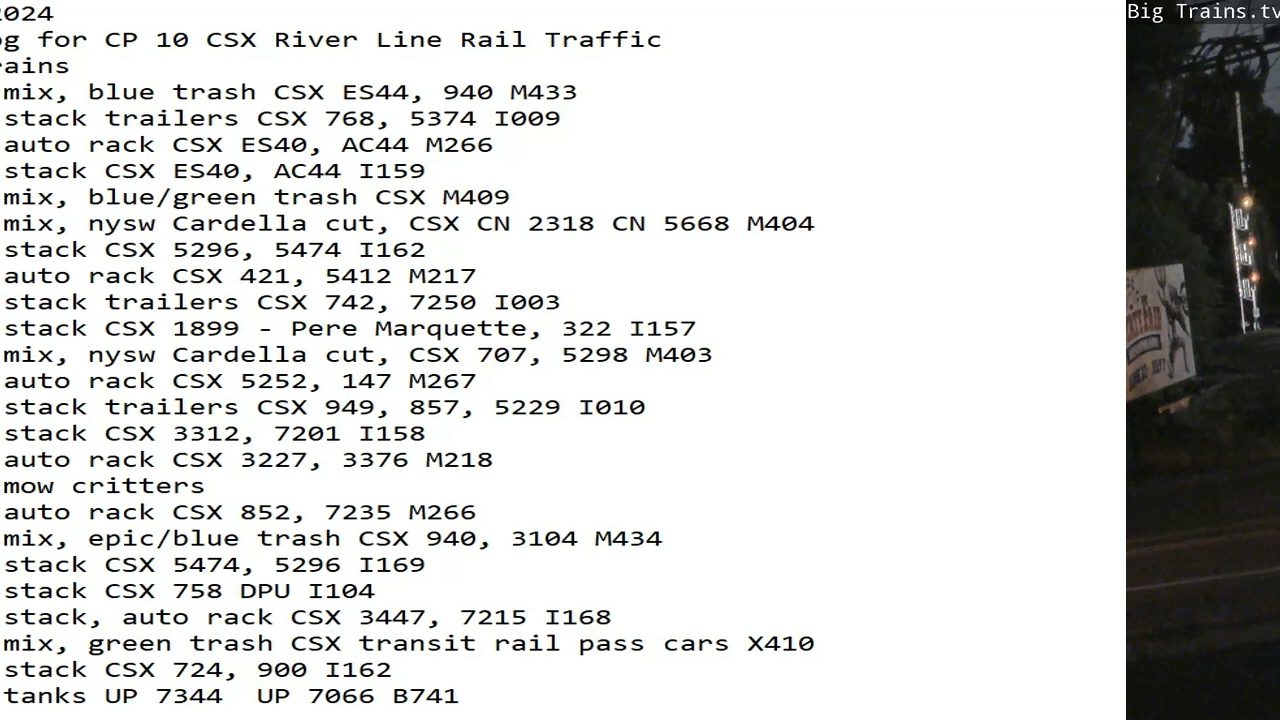 2024
og for CP 10 CSX River Line Rail Traffic
rains
mix, blue trash CSX ES44, 940 M433
stack trailers CSX 768, 5374 I009
auto rack CSX ES40, AC44 M266
stack CSX ES40, AC44 I159
mix, blue/green trash CSX M409
mix, nysw Cardella cut, CSX CN 2318 CN 5668 M404
stack CSX 5296, 5474 I162
auto rack CSX 421, 5412 M217
stack trailers CSX 742, 7250 I003
stack CSX 1899 - Pere Marquette, 322 I157
mix, nysw Cardella cut, CSX 707, 5298 M403
auto rack CSX 5252, 147 M267
stack trailers CSX 949, 857, 5229 I010
stack CSX 3312, 7201 I158
auto rack CSX 3227, 3376 M218
mow critters
auto rack CSX 852, 7235 M266
mix, epic/blue trash CSX 940, 3104 M434
stack CSX 5474, 5296 I169
stack CSX 758 DPU I104
stack, auto rack CSX 3447, 7215 I168
mix, green trash CSX transit rail pass cars X410
stack CSX 724, 900 I162
tanks UP 7344  UP 7066 B741
Big Trains.tv